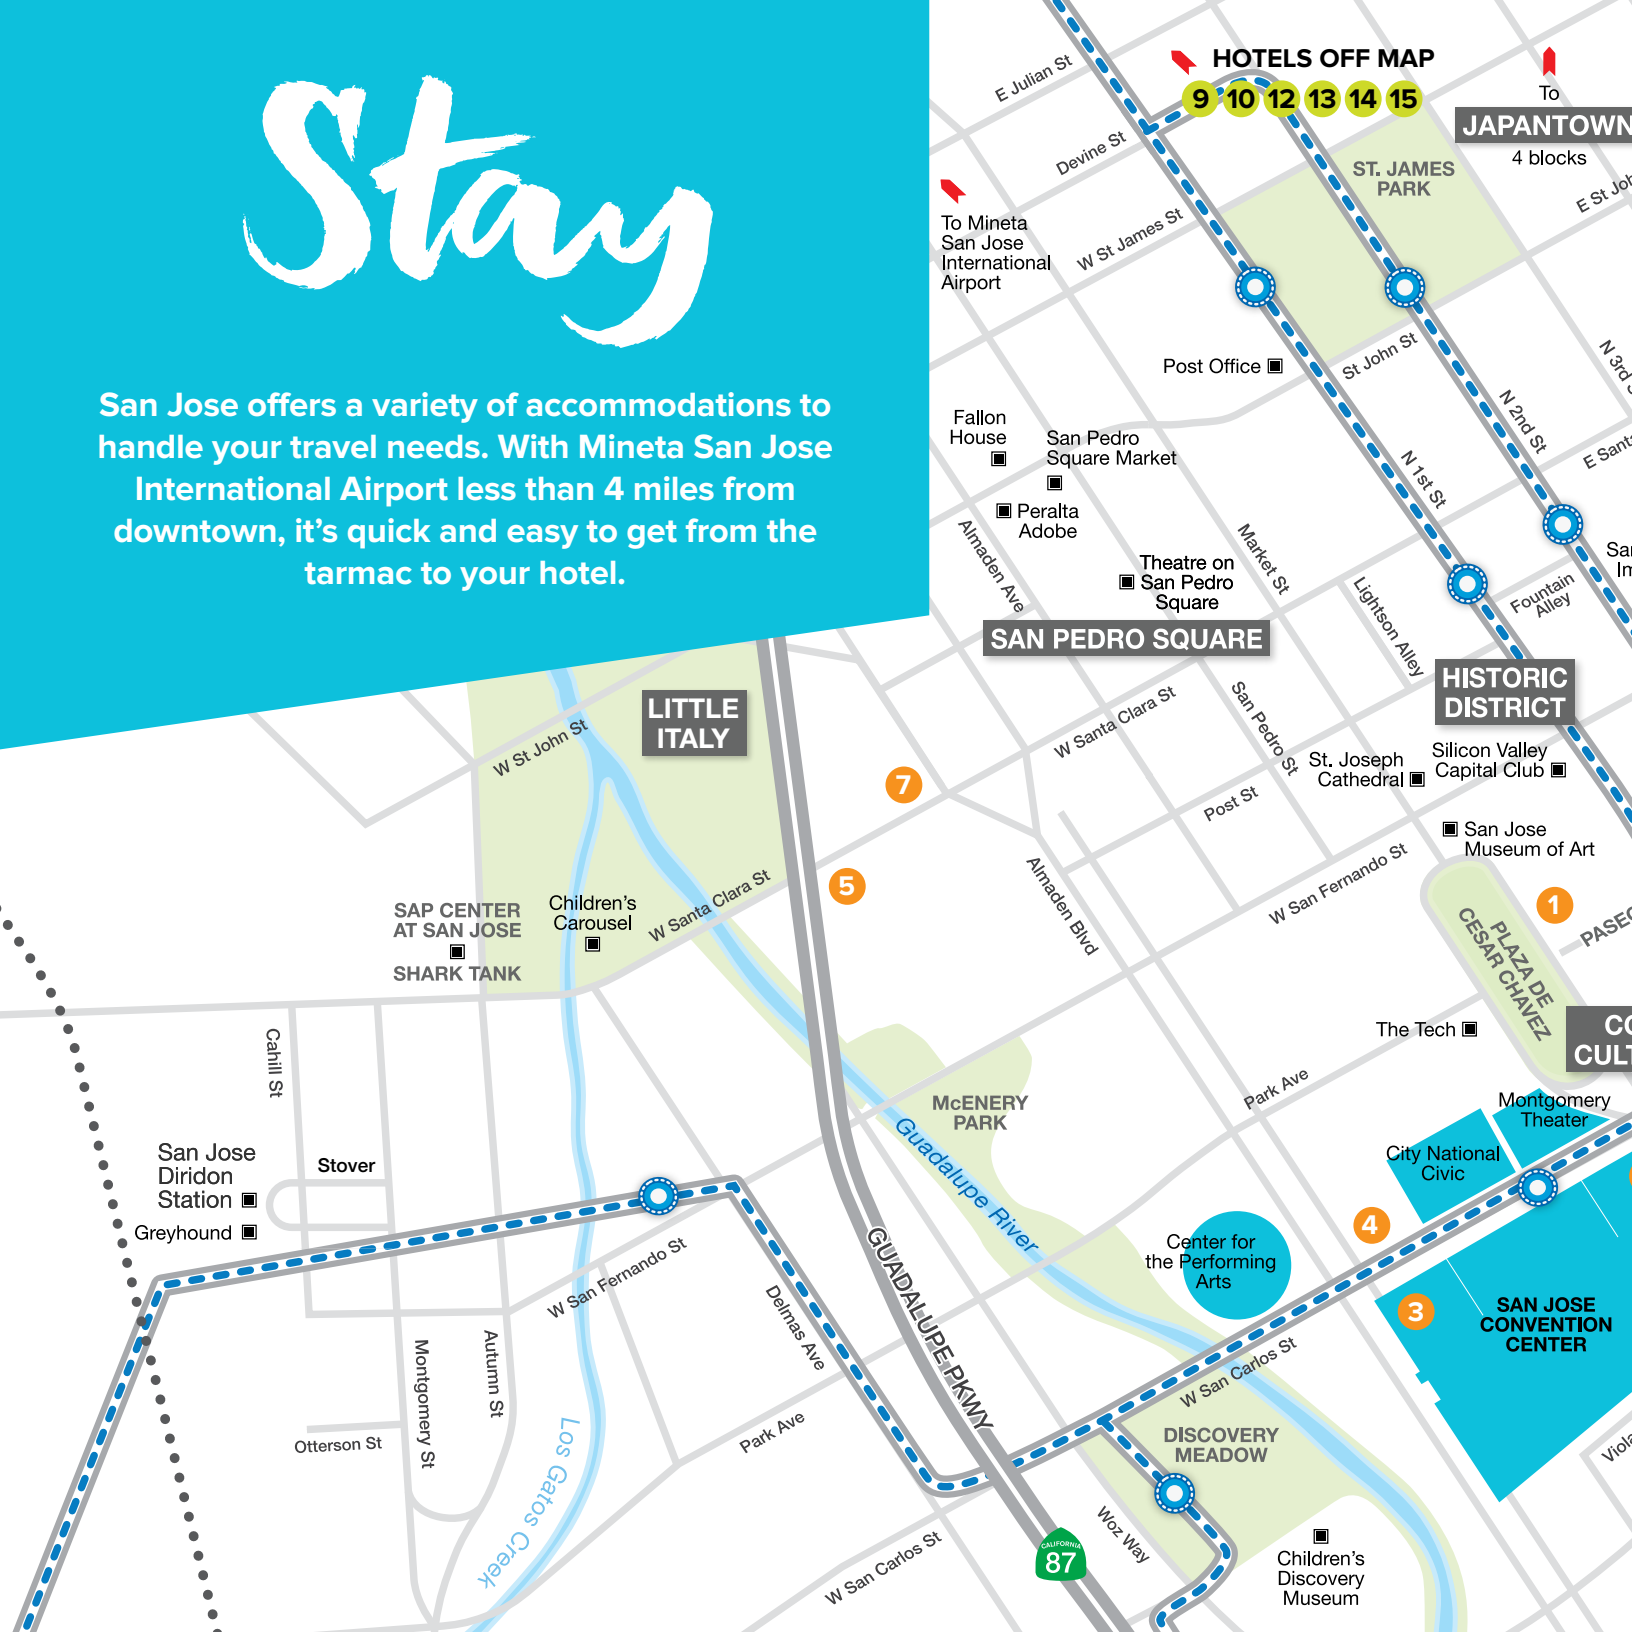 Stay
San Jose offers a variety of accommodations to
handle your travel needs. With Mineta San Jose
International Airport less than 4 miles from
downtown, it's quick and easy to get from the
tarmac to your hotel.
HOTELS OFF MAP
9 10 12 13 14 15
To
JAPANTOWN
4 blocks
E Julian St
Devine St
W St James St
ST. JAMES
PARK
To Mineta
San Jose
International
Airport
Post Office
St John St
N 2nd St
N 1st St
Fallon
House
San Pedro
Square Market
Peralta
Adobe
Almaden Ave
Market St
Theatre on
San Pedro
Square
Lightson Alley
Fountain
Alley
SAN PEDRO SQUARE
HISTORIC
DISTRICT
LITTLE
ITALY
W St John St
W Santa Clara St
San Pedro St
St. Joseph
Cathedral
Silicon Valley
Capital Club
7
Post St
San Jose
Museum of Art
5
W San Fernando St
Almaden Blvd
1
SAP CENTER
AT SAN JOSE
SHARK TANK
Children's
Carousel
W Santa Clara St
PLAZA DE
CESAR CHAVEZ
The Tech
Cahill St
McENERY
PARK
Park Ave
Montgomery
Theater
City National
Civic
Guadalupe River
San Jose
Diridon
Station
Stover
Greyhound
4
Center for
the Performing
Arts
3
SAN JOSE
CONVENTION
CENTER
W San Fernando St
Delmas Ave
GUADALUPE PKWY
W San Carlos St
Montgomery St
Autumn St
Otterson St
Park Ave
DISCOVERY
MEADOW
Los Gatos Creek
Woz Way
CALIFORNIA
87
W San Carlos St
Children's
Discovery
Museum